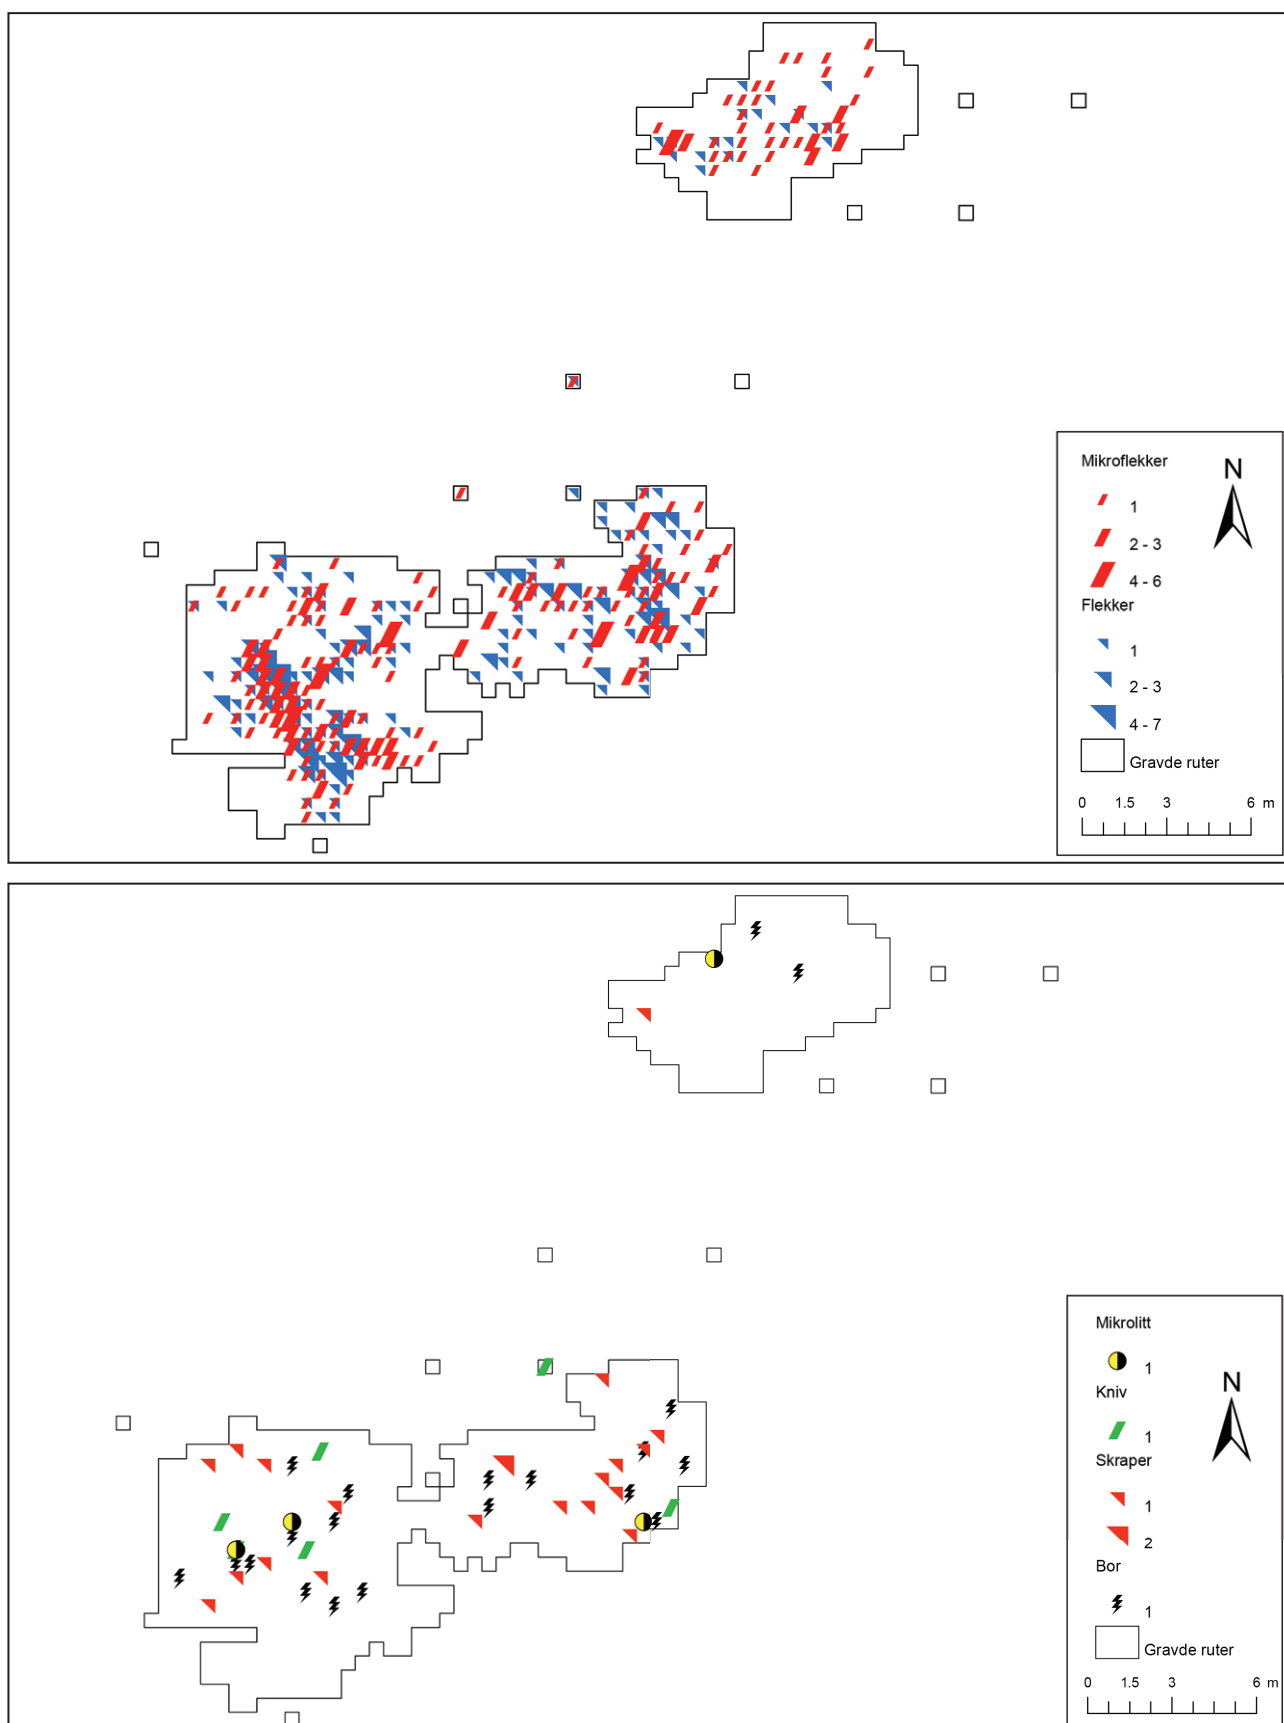 Mikroflekker
N
1
2 - 3
4 - 6
Flekker
1
2 - 3
4 - 7
Gravde ruter
0 1.5 3 6 m
Mikrolitt
1
N
Kniv
1
Skraper
1
2
Bor
1
Gravde ruter
0 1.5 3 6 m